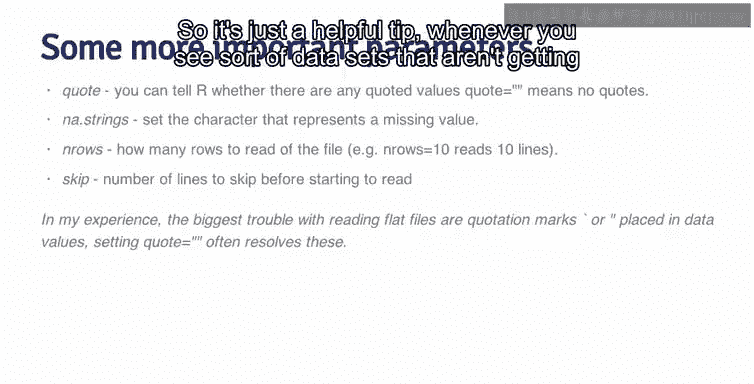 So it's just a helpful tip, whenever you
see sort of data sets that aren't getting
Some more important parameters
· quote - you can tell R whether there are any quoted values quote="" means no quotes.
· na.strings - set the character that represents a missing value.
· nrows - how many rows to read of the file (e.g. nrows=10 reads 10 lines).
· skip - number of lines to skip before starting to read
In my experience, the biggest trouble with reading flat files are quotation marks ` or " placed in data
values, setting quote="" often resolves these.